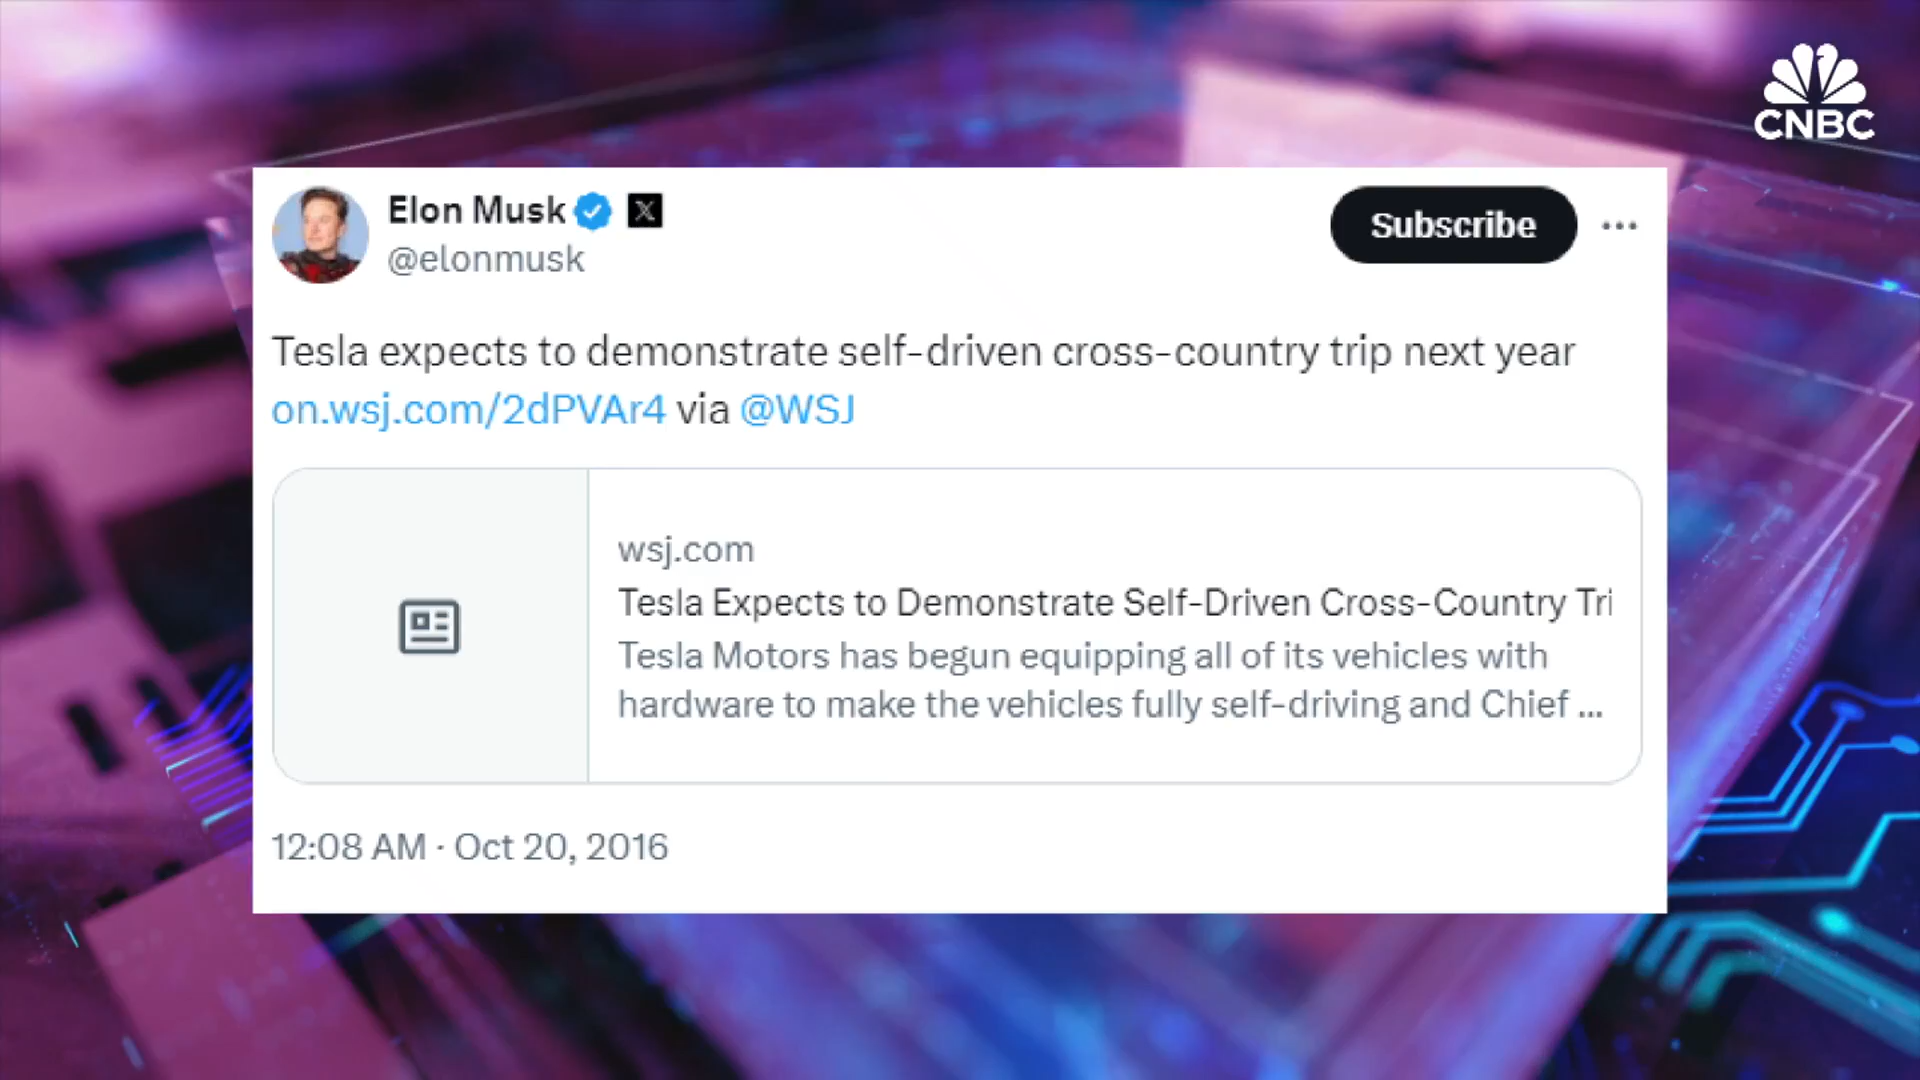 CNBC
Elon Musk
@elonmusk
Subscribe
Tesla expects to demonstrate self-driven cross-country trip next year
on.wsj.com/2dPVAr4 via @WSJ
wsj.com
Tesla Expects to Demonstrate Self-Driven Cross-Country Tri
Tesla Motors has begun equipping all of its vehicles with
hardware to make the vehicles fully self-driving and Chief ...
12:08 AM · Oct 20, 2016